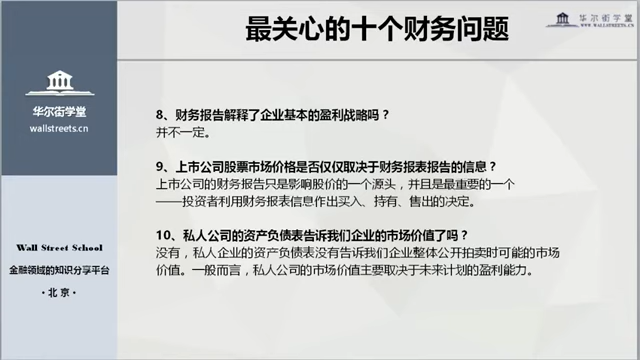 最关心的十个财务问题
华尔街学堂
WWW.WALLSTREETS.CN
华尔街学堂
wallstreets.cn
Wall Street School
金融领域的知识分享平台
·北京·
8、财务报告解释了企业基本的盈利战略吗？
并不一定。
9、上市公司股票市场价格是否仅仅取决于财务报表报告的信息？
上市公司的财务报告只是影响股价的一个源头，并且是最重要的一个
——投资者利用财务报表信息作出买入、持有、售出的决定。
10、私人公司的资产负债表告诉我们企业的市场价值了吗？
没有，私人企业的资产负债表没有告诉我们企业整体公开拍卖时可能的市场
价值。一般而言，私人公司的市场价值主要取决于未来计划的盈利能力。